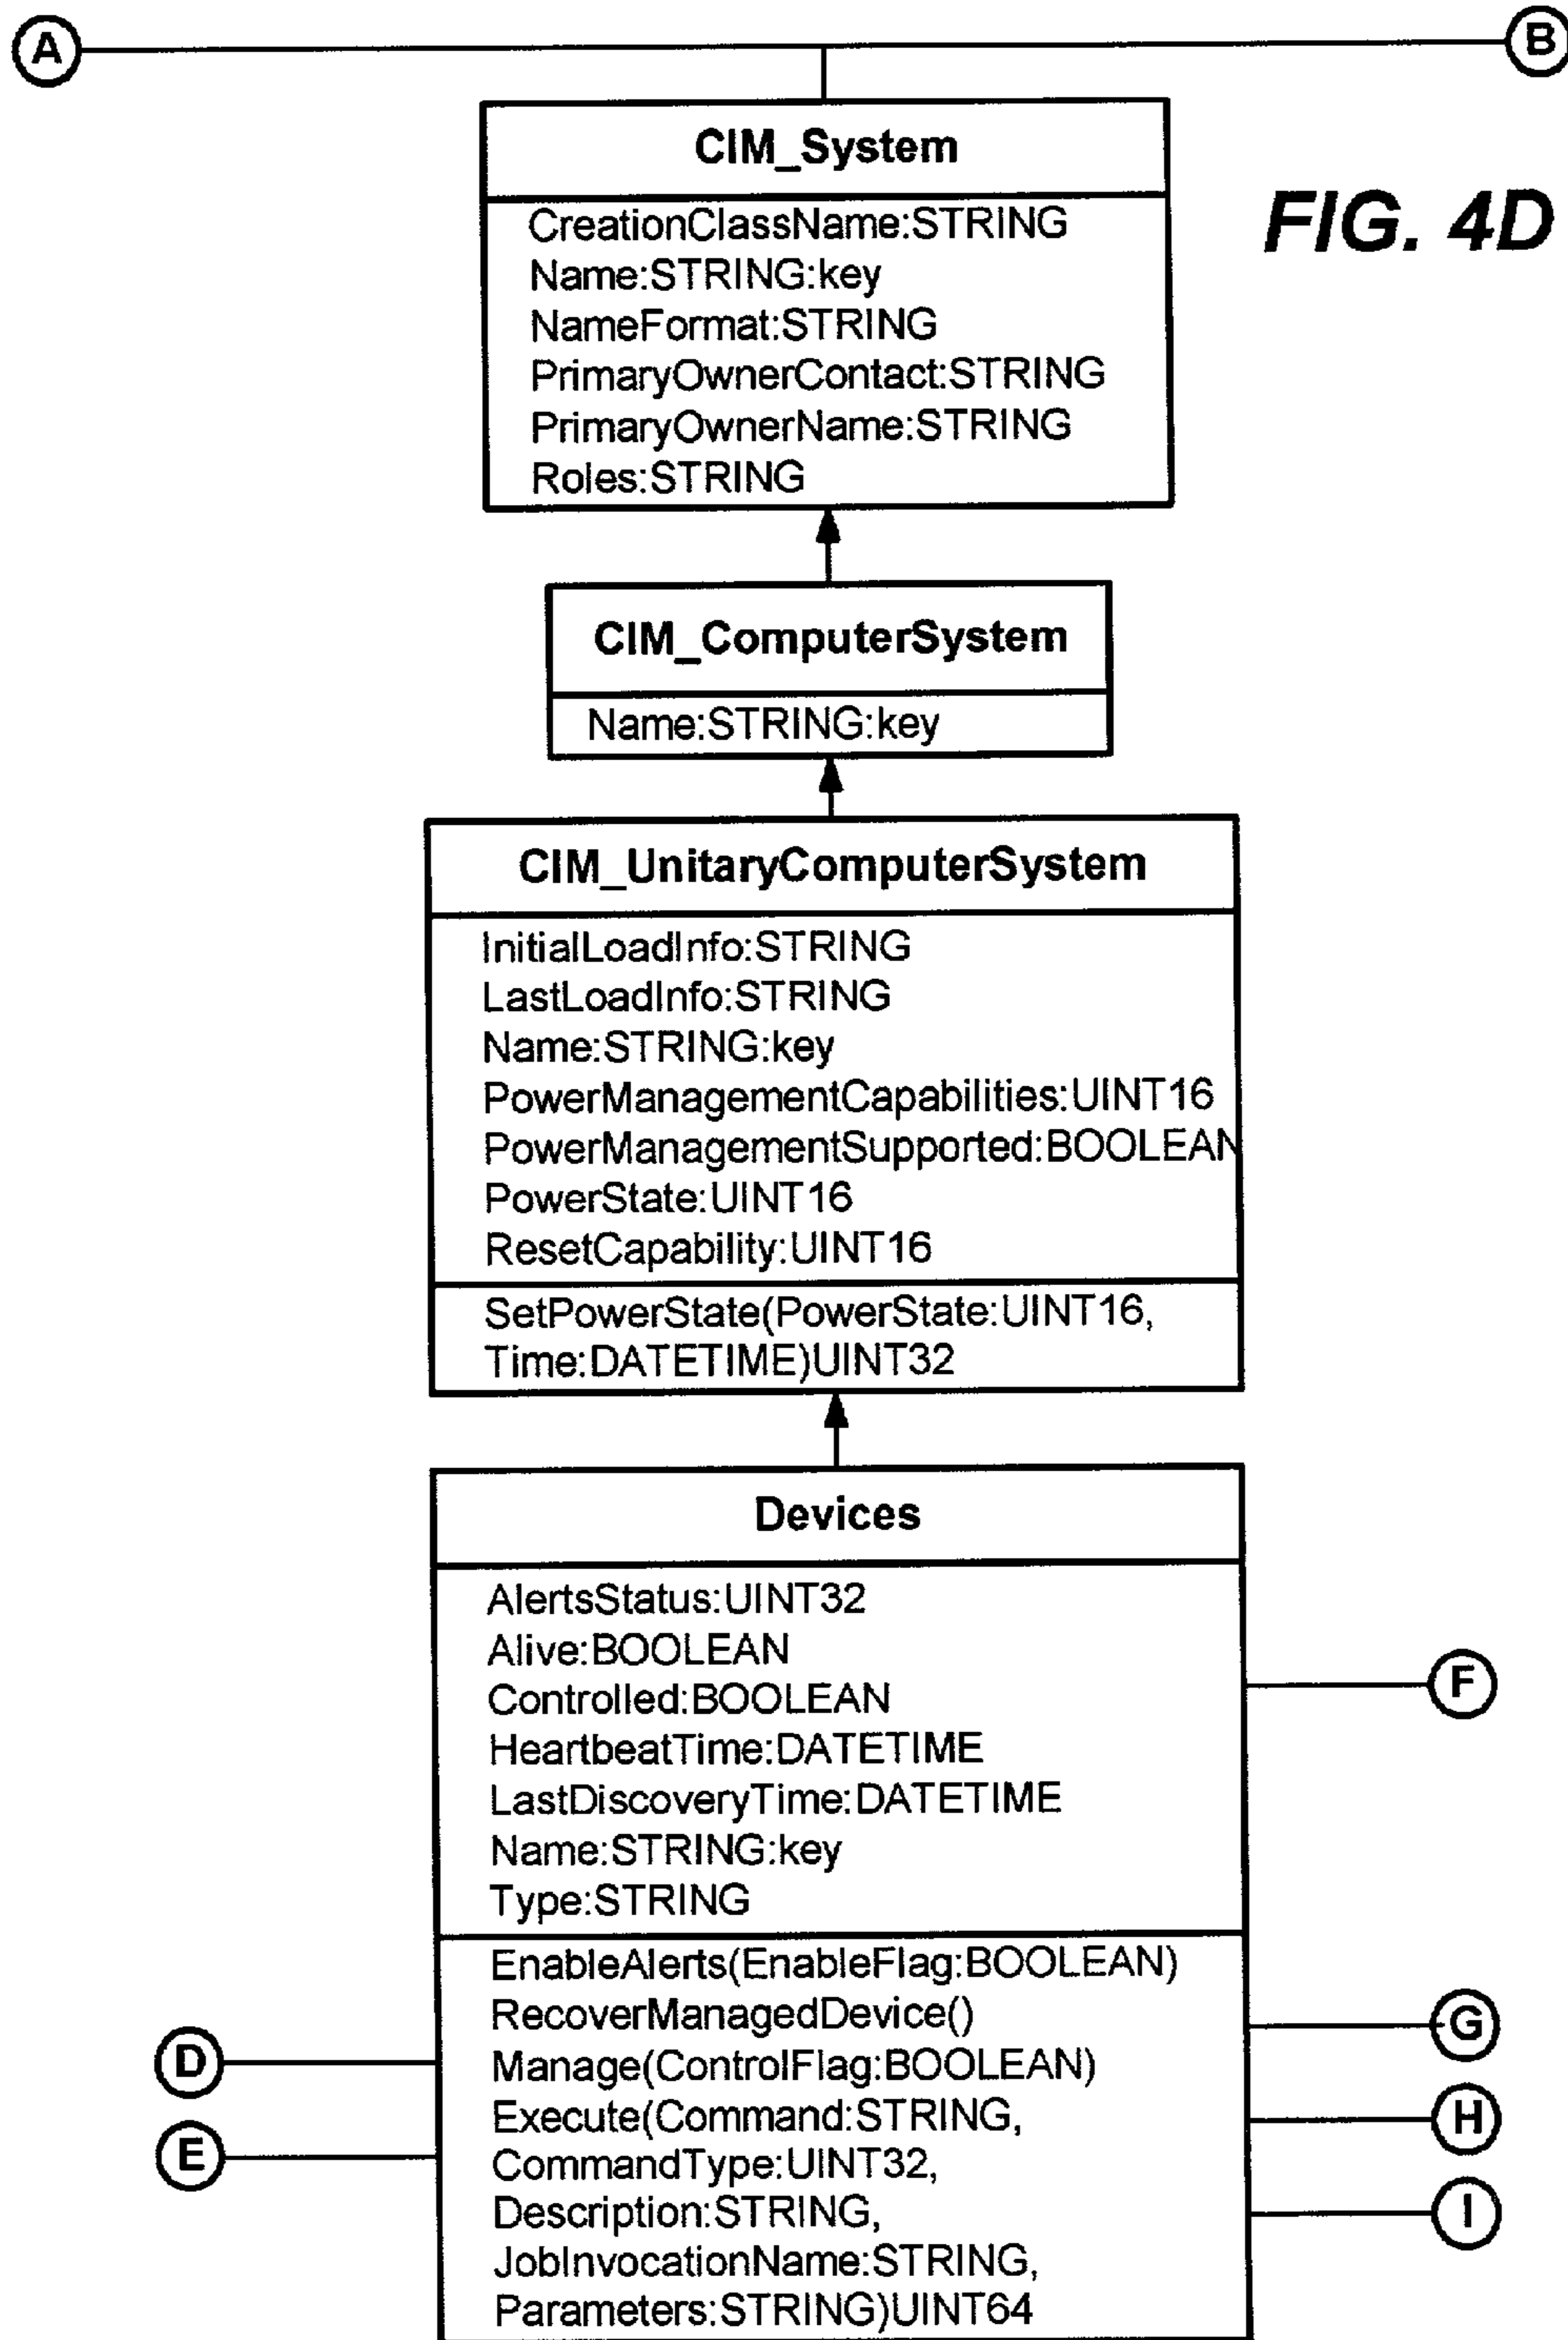 A
B
CIM_System
FIG. 4D
CreationClassName:STRING
Name:STRING:key
NameFormat:STRING
PrimaryOwnerContact:STRING
PrimaryOwnerName:STRING
Roles:STRING
CIM_ComputerSystem
Name:STRING:key
CIM_UnitaryComputerSystem
InitialLoadInfo:STRING
LastLoadInfo:STRING
Name:STRING:key
PowerManagementCapabilities:UINT16
PowerManagementSupported:BOOLEAN
PowerState:UINT16
ResetCapability:UINT16
SetPowerState(PowerState:UINT16,
Time:DATETIME)UINT32
Devices
AlertsStatus:UINT32
Alive:BOOLEAN
Controlled:BOOLEAN
F
HeartbeatTime:DATETIME
LastDiscoveryTime:DATETIME
Name:STRING:key
Type:STRING
EnableAlerts(EnableFlag:BOOLEAN)
RecoverManagedDevice()
G
D
Manage(ControlFlag:BOOLEAN)
Execute(Command:STRING,
H
E
CommandType:UINT32,
Description:STRING,
I
JobInvocationName:STRING,
Parameters:STRING)UINT64